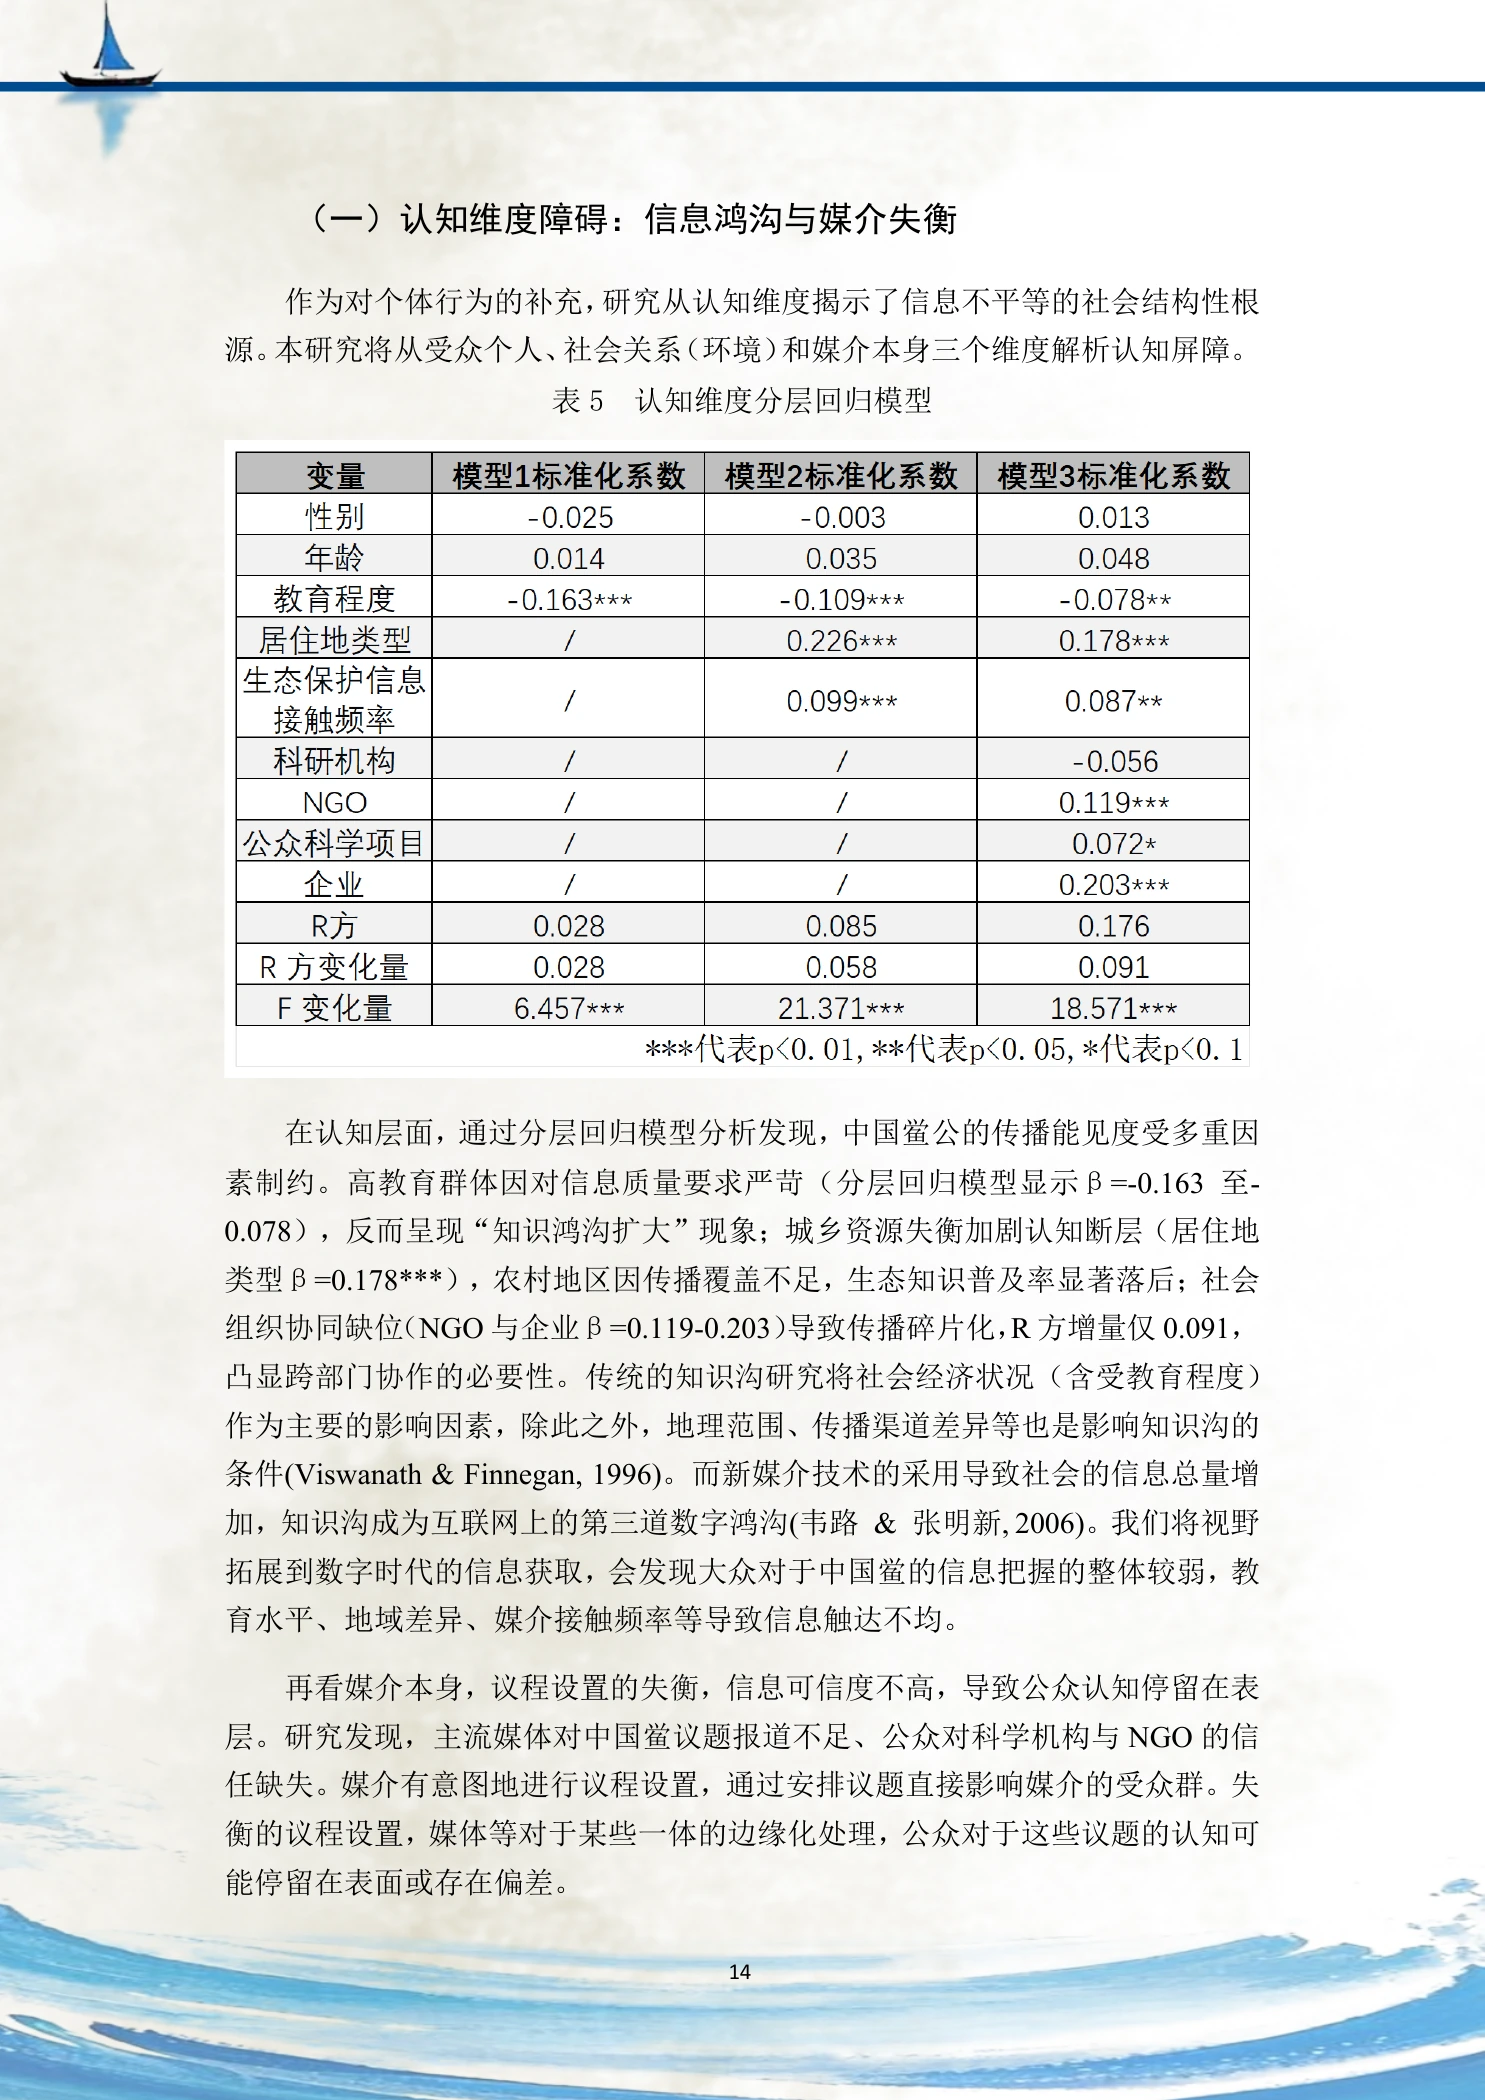 （一）认知维度障碍：信息鸿沟与媒介失衡
作为对个体行为的补充，研究从认知维度揭示了信息不平等的社会结构性根
源。本研究将从受众个人、社会关系（环境）和媒介本身三个维度解析认知屏障。
表 5 认知维度分层回归模型
变量 模型1标准化系数 模型2标准化系数 模型3标准化系数
性别 -0.025 -0.003 0.013
年龄 0.014 0.035 0.048
教育程度 -0.163*** -0.109*** -0.078**
居住地类型 / 0.226*** 0.178***
生态保护信息
接触频率 / 0.099*** 0.087**
科研机构 / / -0.056
NGO / / 0.119***
公众科学项目 / / 0.072*
企业 / / 0.203***
R方 0.028 0.085 0.176
R 方变化量 0.028 0.058 0.091
F 变化量 6.457*** 21.371*** 18.571***
***代表p<0.01,**代表p<0.05,*代表p<0.1
在认知层面，通过分层回归模型分析发现，中国鲎公的传播能见度受多重因
素制约。高教育群体因对信息质量要求严苛（分层回归模型显示β=-0.163 至-
0.078），反而呈现“知识鸿沟扩大”现象；城乡资源失衡加剧认知断层（居住地
类型β=0.178***），农村地区因传播覆盖不足，生态知识普及率显著落后；社会
组织协同缺位（NGO 与企业β=0.119-0.203）导致传播碎片化，R 方增量仅 0.091，
凸显跨部门协作的必要性。传统的知识沟研究将社会经济状况（含受教育程度）
作为主要的影响因素，除此之外，地理范围、传播渠道差异等也是影响知识沟的
条件(Viswanath & Finnegan, 1996)。而新媒介技术的采用导致社会的信息总量增
加，知识沟成为互联网上的第三道数字鸿沟(韦路 & 张明新, 2006)。我们将视野
拓展到数字时代的信息获取，会发现大众对于中国鲎的信息把握的整体较弱，教
育水平、地域差异、媒介接触频率等导致信息触达不均。
再看媒介本身，议程设置的失衡，信息可信度不高，导致公众认知停留在表
层。研究发现，主流媒体对中国鲎议题报道不足、公众对科学机构与 NGO 的信
任缺失。媒介有意图地进行议程设置，通过安排议题直接影响媒介的受众群。失
衡的议程设置，媒体等对于某些一体的边缘化处理，公众对于这些议题的认知可
能停留在表面或存在偏差。
14